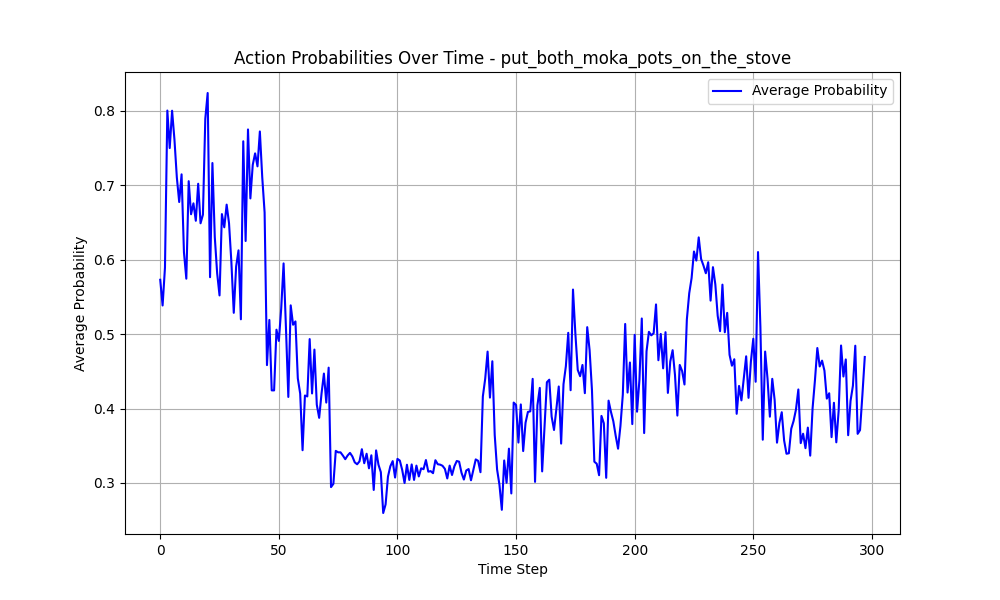 Action Probabilities Over Time - put_both_moka_pots_on_the_stove
Average Probability
0.8
0.7
0.6
0.5
0.4
0.3
Average Probability
0 50 100 150 200 250 300
Time Step